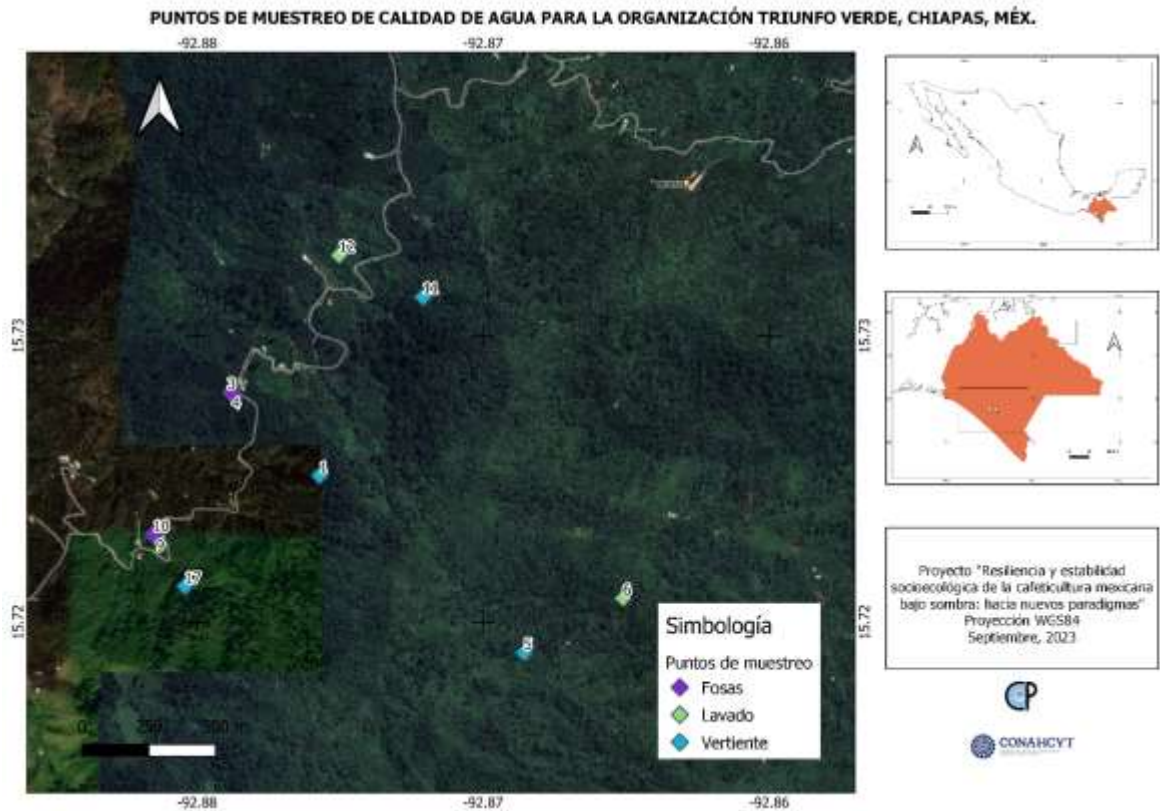 PUNTOS DE MUESTREO DE CALIDAD DE AGUA PARA LA ORGANIZACIÓN TRIUNFO VERDE, CHIAPAS, MÉX.
-92.88 -92.87 -92.86
12
11
15.73 15.73
3
4
1
10
9
17
6
15.72 15.72
Simbología
Puntos de muestreo
Fosas
Lavado
Vertiente
0 250 500 m
-92.88 -92.87 -92.86
Proyecto "Resiliencia y estabilidad
socioecológica de la cafeticultura mexicana
bajo sombra: hacia nuevos paradigmas"
Proyección WGS84
Septiembre, 2023
CP
CONAHCYT